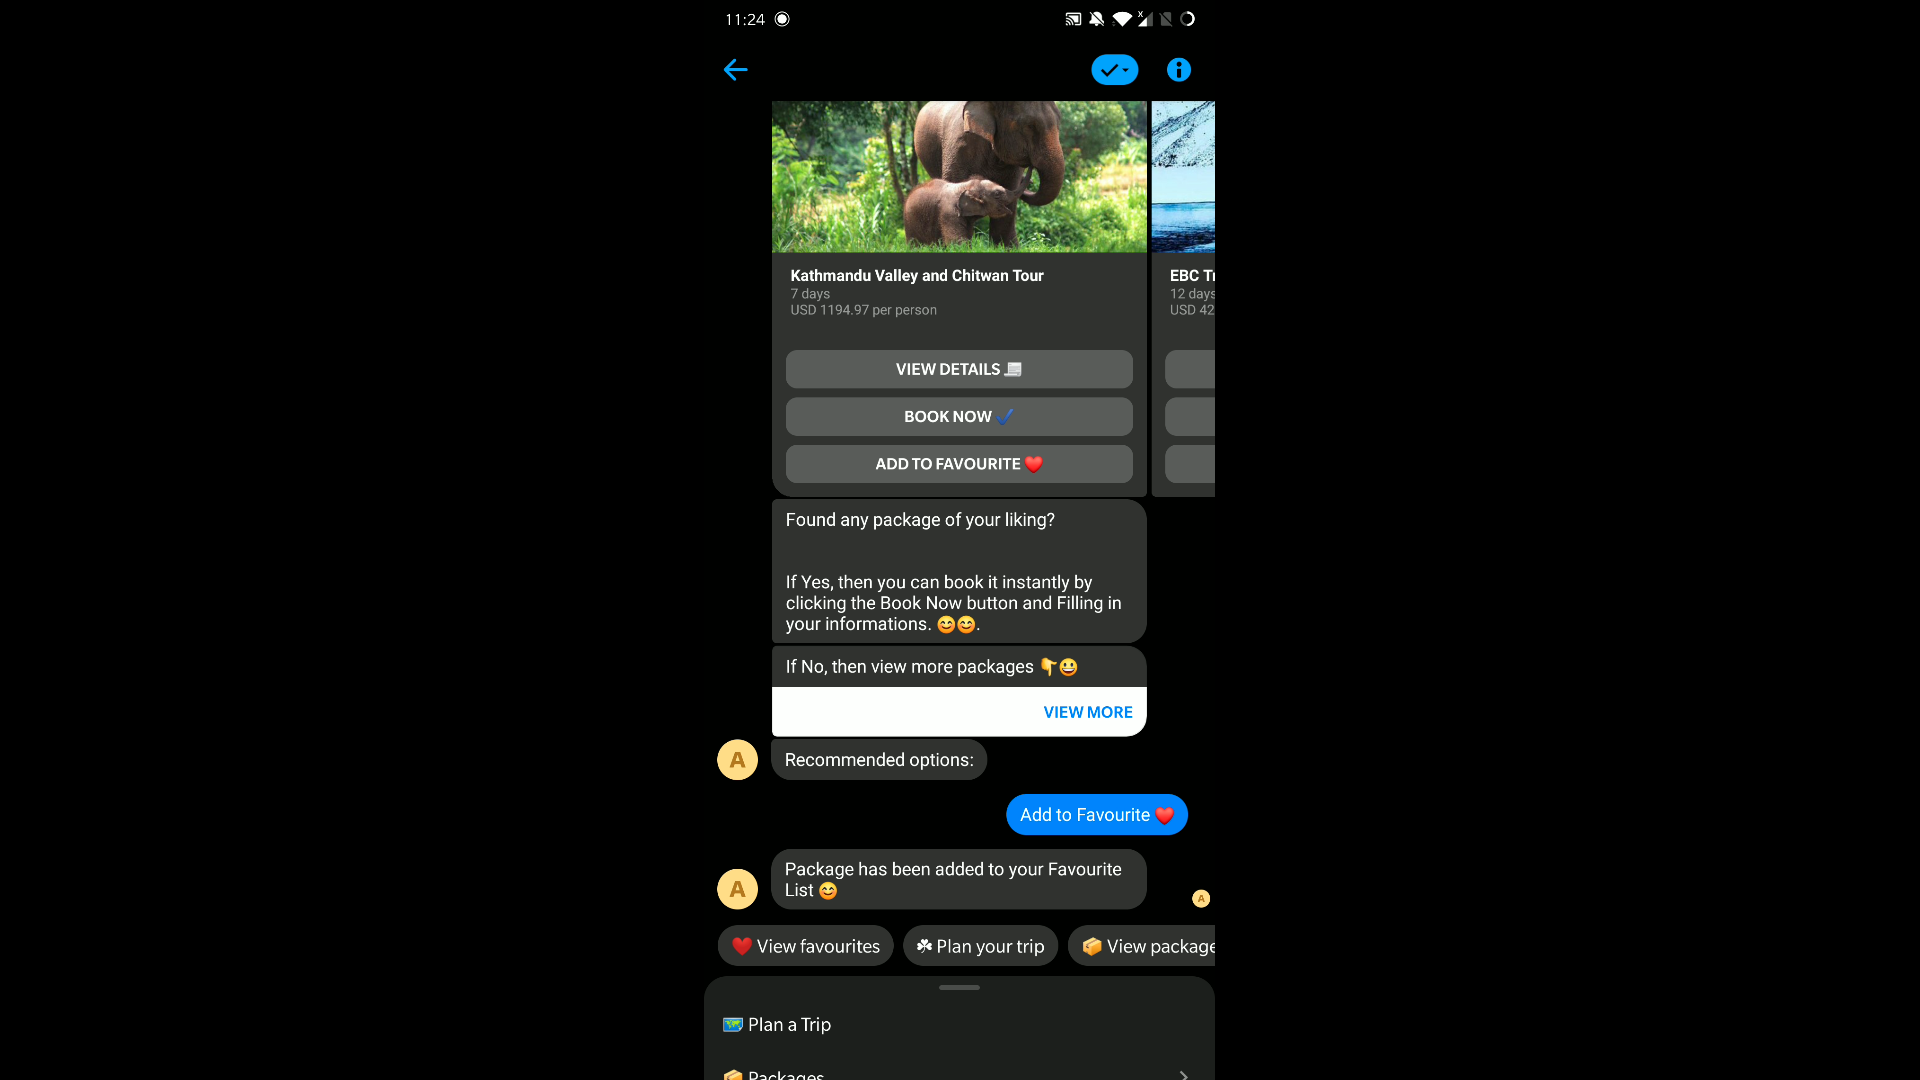 11:24
Kathmandu Valley and Chitwan Tour
7 days
USD 1194.97 per person
EBC
12 days
USD 42
VIEW DETAILS
BOOK NOW
ADD TO FAVOURITE
Found any package of your liking?
If Yes, then you can book it instantly by
clicking the Book Now button and Filling in
your informations. 😊😊.
If No, then view more packages 👇😃
VIEW MORE
A
Recommended options:
Add to Favourite ❤️
A
Package has been added to your Favourite
List 😊
A
❤️ View favourites
☘ Plan your trip
📦 View package
🗺️ Plan a Trip
📦 Packages